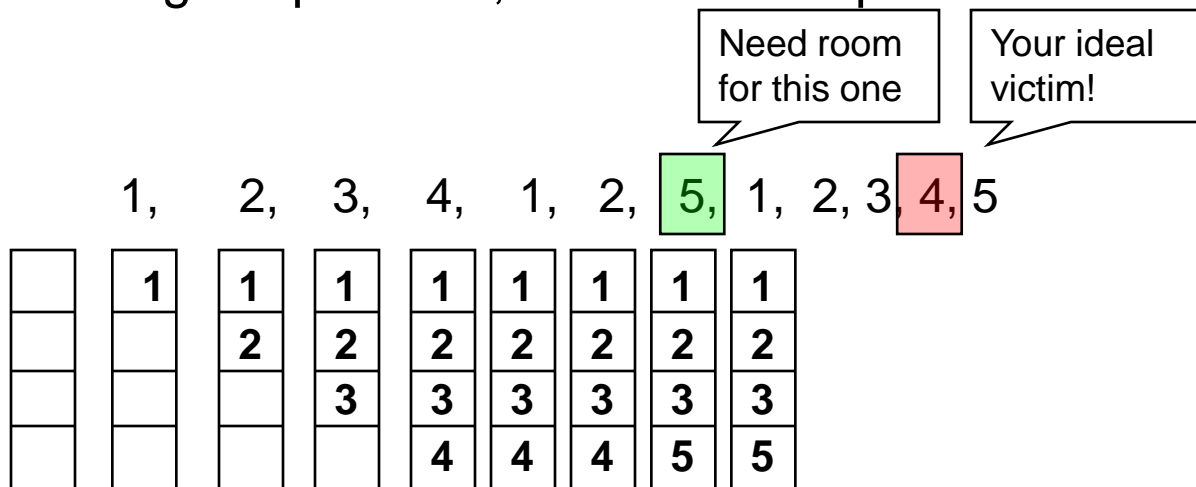 Need room
for this one
Your ideal
victim!
1, 2, 3, 4, 1, 2, 5, 1, 2, 3, 4, 5
1 1 1 1 1 1 1 1
2 2 2 2 2 2 2
3 3 3 3 3 3
4 4 4 5 5